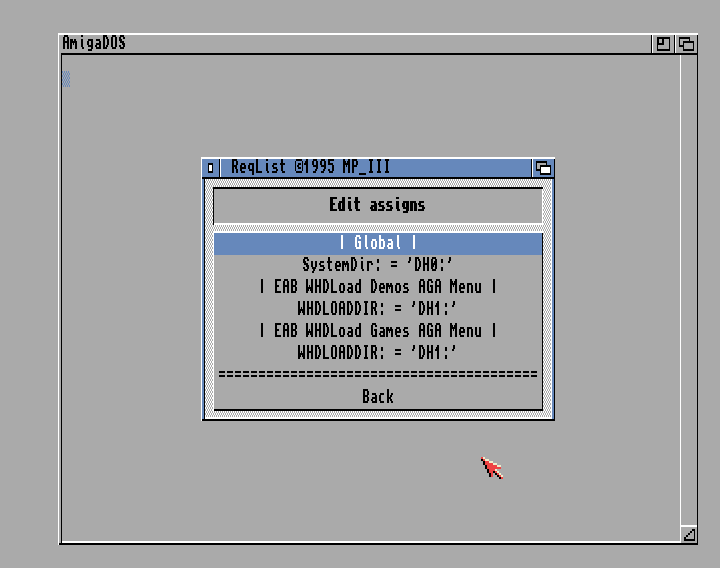 AmigaDOS
ReqList ©1995 MP_III
Edit assigns
| Global |
SystemDir: = 'DH0:'
| EAB WHDLoad Demos AGA Menu |
WHDLOADDIR: = 'DH1:'
| EAB WHDLoad Games AGA Menu |
WHDLOADDIR: = 'DH1:'
========================================
Back